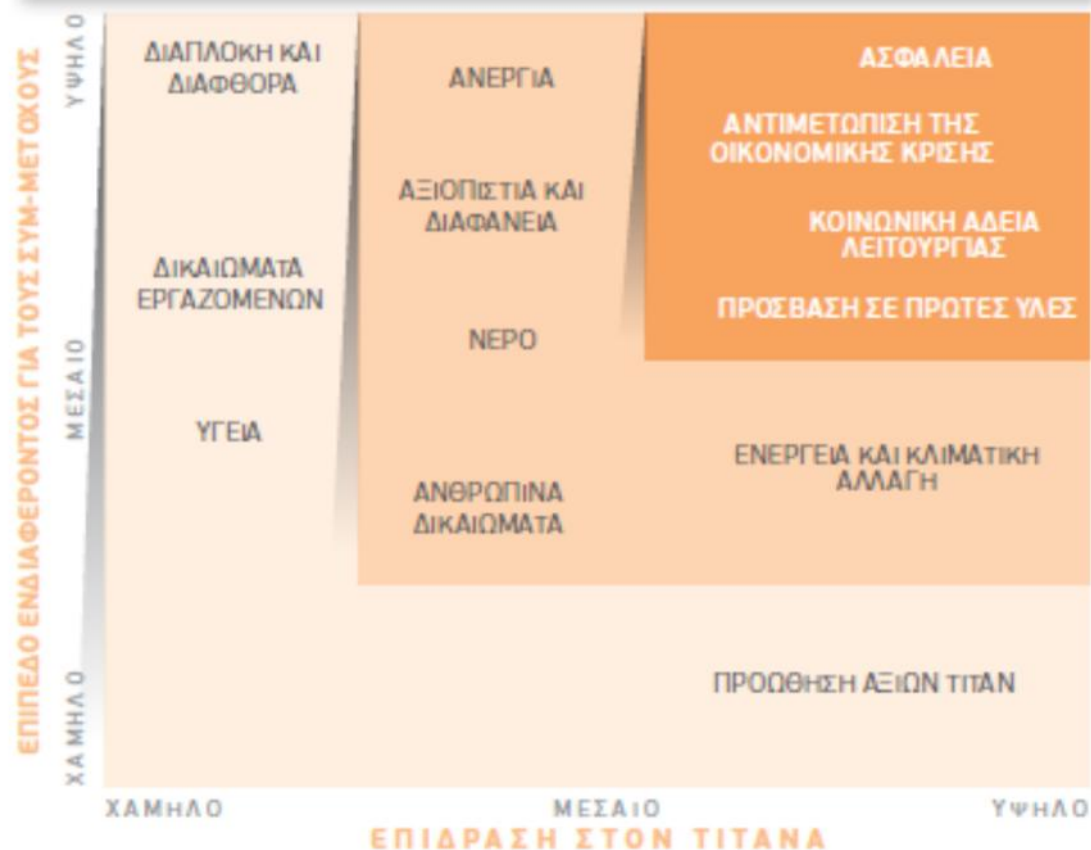 ΕΠΙΠΕΔΟ ΕΝΔΙΑΦΕΡΟΝΤΟΣ ΓΙΑ ΤΟΥΣ ΣΥΜ-ΜΕΤΟΧΟΥΣ
ΥΨΗΛΟ
ΜΕΣΑΙΟ
ΧΑΜΗΛΟ
ΔΙΑΠΛΟΚΗ ΚΑΙ
ΔΙΑΦΘΟΡΑ
ΔΙΚΑΙΩΜΑΤΑ
ΕΡΓΑΖΟΜΕΝΩΝ
ΥΓΕΙΑ
ΑΝΕΡΓΙΑ
ΑΞΙΟΠΙΣΤΙΑ ΚΑΙ
ΔΙΑΦΑΝΕΙΑ
ΝΕΡΟ
ΑΝΘΡΩΠΙΝΑ
ΔΙΚΑΙΩΜΑΤΑ
ΑΣΦΑΛΕΙΑ
ΑΝΤΙΜΕΤΩΠΙΣΗ ΤΗΣ
ΟΙΚΟΝΟΜΙΚΗΣ ΚΡΙΣΗΣ
ΚΟΙΝΩΝΙΚΗ ΑΔΕΙΑ
ΛΕΙΤΟΥΡΓΙΑΣ
ΠΡΟΣΒΑΣΗ ΣΕ ΠΡΩΤΕΣ ΥΛΕΣ
ΕΝΕΡΓΕΙΑ ΚΑΙ ΚΛΙΜΑΤΙΚΗ
ΑΛΛΑΓΗ
ΠΡΟΩΘΗΣΗ ΑΞΙΩΝ ΤΙΤΑΝ
ΧΑΜΗΛΟ
ΜΕΣΑΙΟ
ΥΨΗΛΟ
ΕΠΙΔΡΑΣΗ ΣΤΟΝ ΤΙΤΑΝΑ